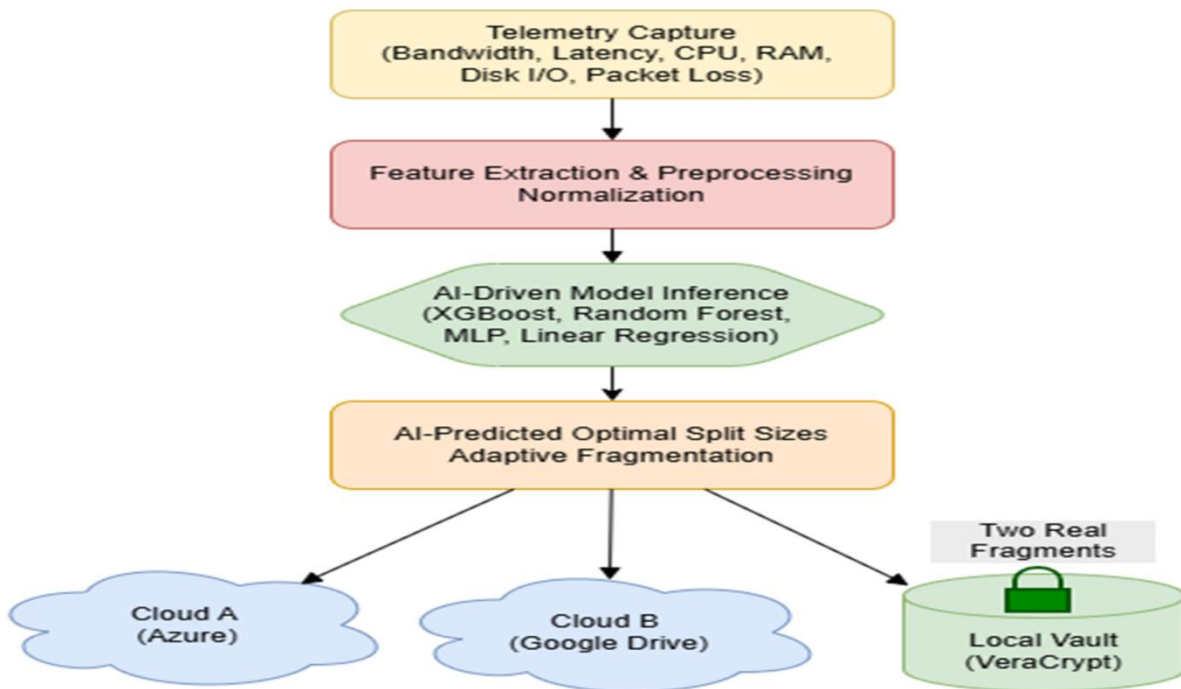 Telemetry Capture
(Bandwidth, Latency, CPU, RAM,
Disk I/O, Packet Loss)
Feature Extraction & Preprocessing
Normalization
AI-Driven Model Inference
(XGBoost, Random Forest,
MLP, Linear Regression)
AI-Predicted Optimal Split Sizes
Adaptive Fragmentation
Two Real
Fragments
Cloud A
(Azure)
Cloud B
(Google Drive)
Local Vault
(VeraCrypt)